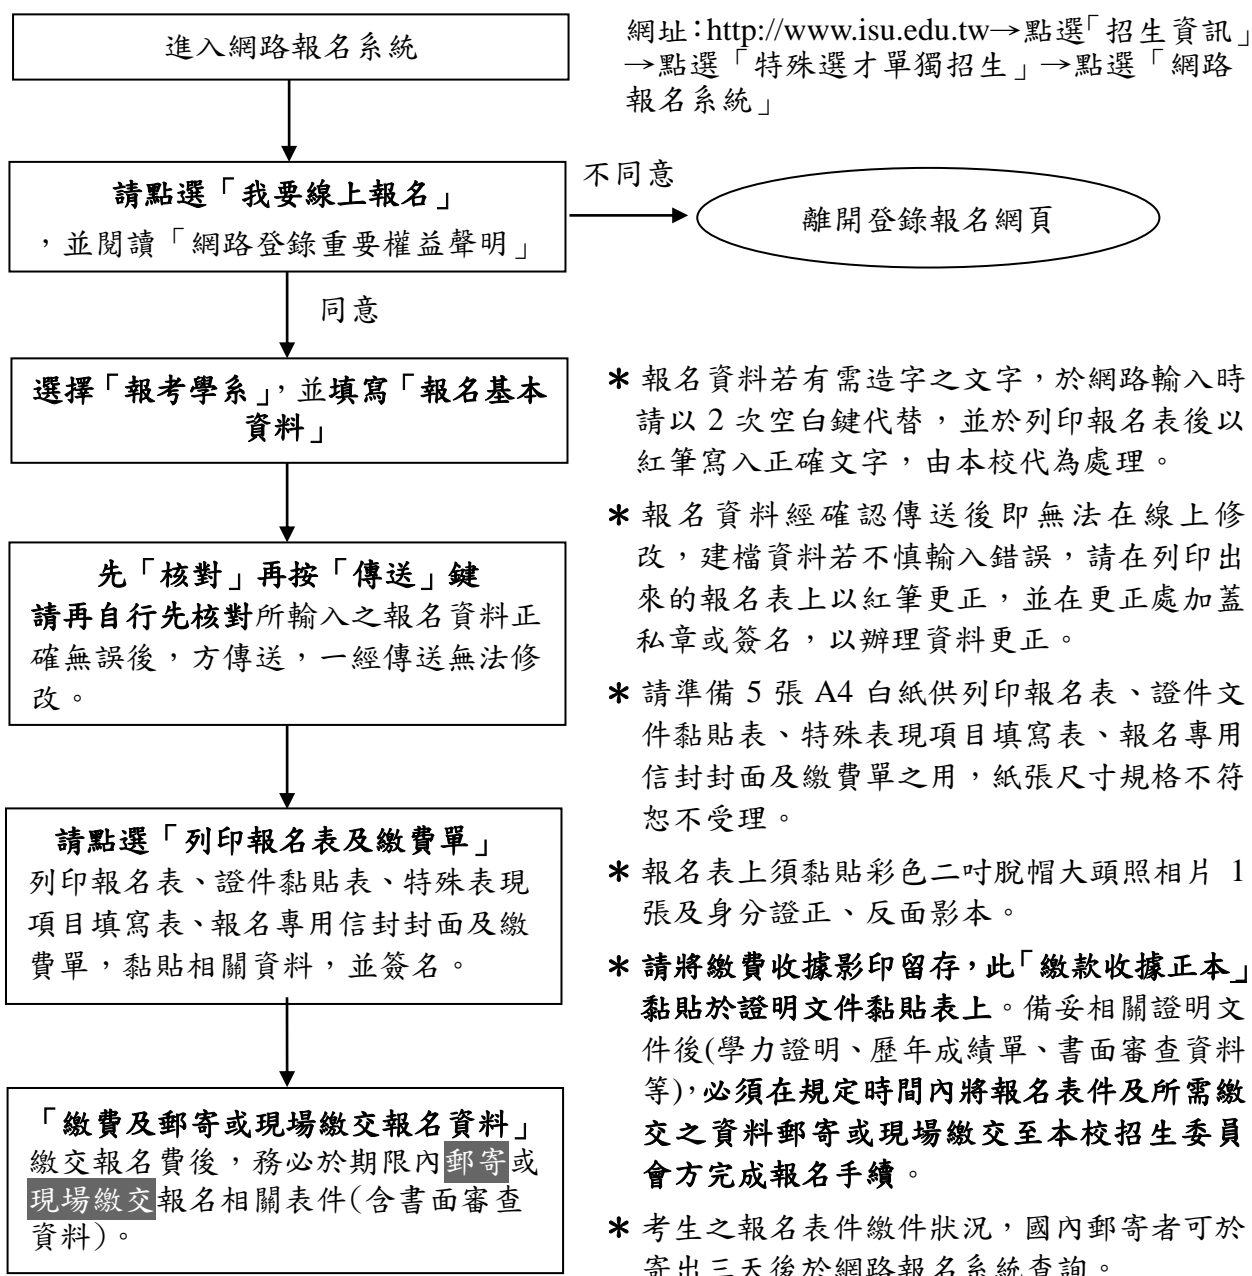 進入網路報名系統
網址：http://www.isu.edu.tw→點選「招生資訊」
→點選「特殊選才單獨招生」→點選「網路
報名系統」
請點選「我要線上報名」
，並閱讀「網路登錄重要權益聲明」
不同意
離開登錄報名網頁
同意
選擇「報考學系」，並填寫「報名基本
資料」
先「核對」再按「傳送」鍵
請再自行先核對所輸入之報名資料正
確無誤後，方傳送，一經傳送無法修
改。
請點選「列印報名表及繳費單」
列印報名表、證件黏貼表、特殊表現
項目填寫表、報名專用信封封面及繳
費單，黏貼相關資料，並簽名。
「繳費及郵寄或現場繳交報名資料」
繳交報名費後，務必於期限內郵寄或
現場繳交報名相關表件(含書面審查
資料)。
＊報名資料若有需造字之文字，於網路輸入時
請以 2 次空白鍵代替，並於列印報名表後以
紅筆寫入正確文字，由本校代為處理。
＊報名資料經確認傳送後即無法在線上修
改，建檔資料若不慎輸入錯誤，請在列印出
來的報名表上以紅筆更正，並在更正處加蓋
私章或簽名，以辦理資料更正。
＊請準備 5 張 A4 白紙供列印報名表、證件文
件黏貼表、特殊表現項目填寫表、報名專用
信封封面及繳費單之用，紙張尺寸規格不符
恕不受理。
＊報名表上須黏貼彩色二吋脫帽大頭照相片 1
張及身分證正、反面影本。
＊請將繳費收據影印留存，此「繳款收據正本」
黏貼於證明文件黏貼表上。備妥相關證明文
件後(學力證明、歷年成績單、書面審查資料
等)，必須在規定時間內將報名表件及所需繳
交之資料郵寄或現場繳交至本校招生委員
會方完成報名手續。
＊考生之報名表件繳件狀況，國內郵寄者可於
寄出三天後於網路報名系統查詢。